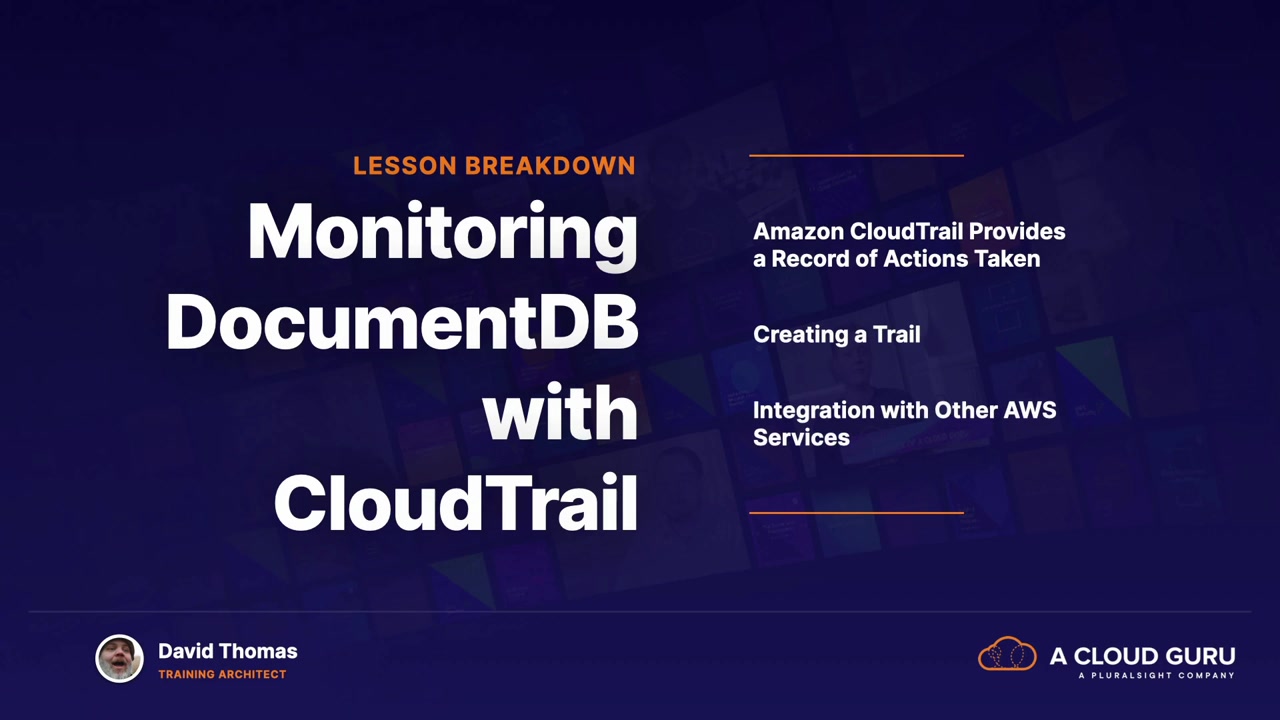 LESSON BREAKDOWN
Monitoring
DocumentDB
with
CloudTrail
Amazon CloudTrail Provides
a Record of Actions Taken
Creating a Trail
Integration with Other AWS
Services
David Thomas
TRAINING ARCHITECT
A CLOUD GURU
A PLURALSIGHT COMPANY